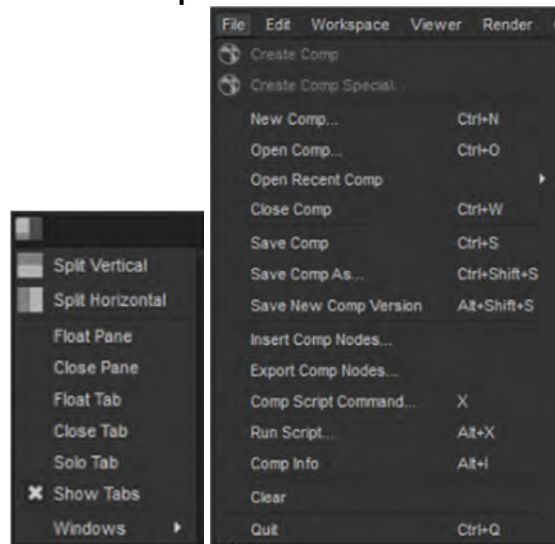 Split Vertical
Split Horizontal
Float Pane
Close Pane
Float Tab
Close Tab
Solo Tab
Show Tabs
Windows
File Edit Workspace Viewer Render
Create Comp
Create Comp Special...
New Comp... Ctrl+N
Open Comp... Ctrl+O
Open Recent Comp
Close Comp Ctrl+W
Save Comp Ctrl+S
Save Comp As... Ctrl+Shift+S
Save New Comp Version Alt+Shift+S
Insert Comp Nodes...
Export Comp Nodes...
Comp Script Command... X
Run Script... Alt+X
Comp Info Alt+I
Clear
Quit Ctrl+Q